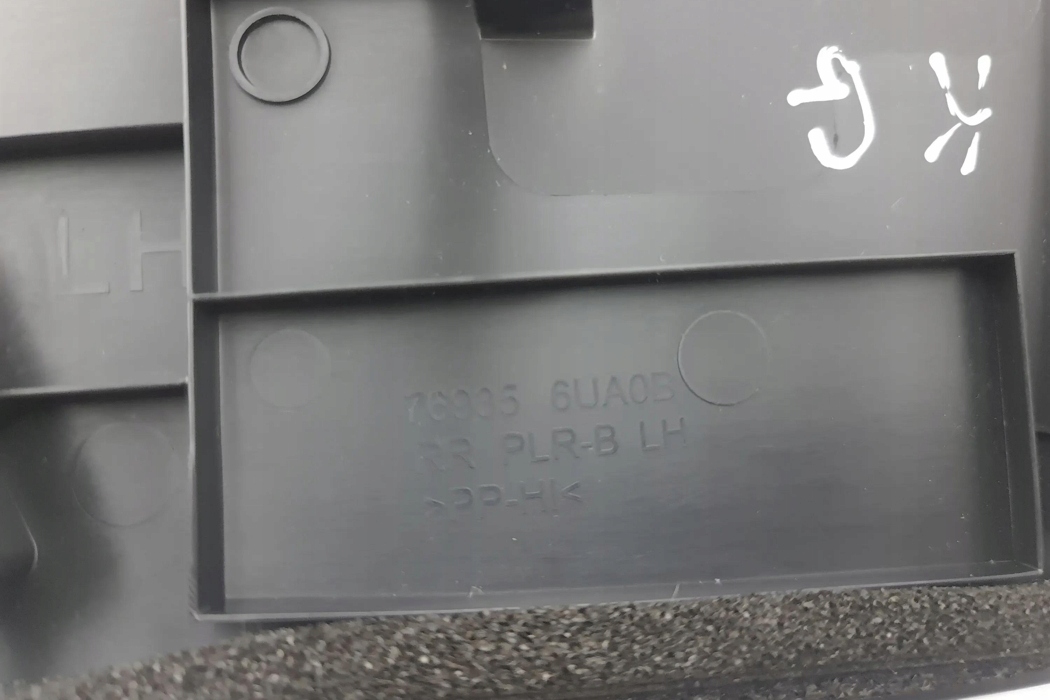 LH
76935 6UA0B
RR PLR-B LH
>PP-HI<